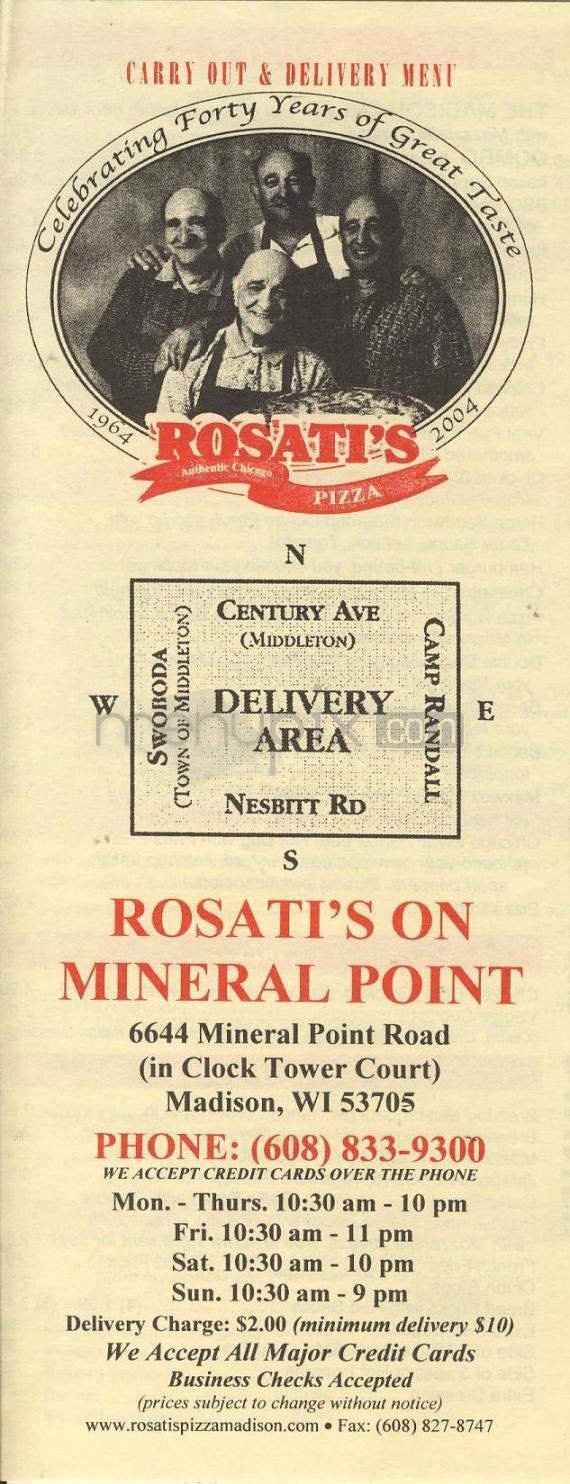 CARRY OUT & DELIVERY MENU
Celebrating Forty Years of Great Taste
1964
2004
ROSATI'S
Authentic Chicago
PIZZA
N
CENTURY AVE
(MIDDLETON)
W
SWOBODA
(TOWN OF MIDDLETON)
DELIVERY
AREA
CAMP RANDALL
E
menupix.com
NESBITT RD
S
ROSATI'S ON
MINERAL POINT
6644 Mineral Point Road
(in Clock Tower Court)
Madison, WI 53705
PHONE: (608) 833-9300
WE ACCEPT CREDIT CARDS OVER THE PHONE
Mon. - Thurs. 10:30 am - 10 pm
Fri. 10:30 am - 11 pm
Sat. 10:30 am - 10 pm
Sun. 10:30 am - 9 pm
Delivery Charge: $2.00 (minimum delivery $10)
We Accept All Major Credit Cards
Business Checks Accepted
(prices subject to change without notice)
www.rosatispizzamadison.com • Fax: (608) 827-8747